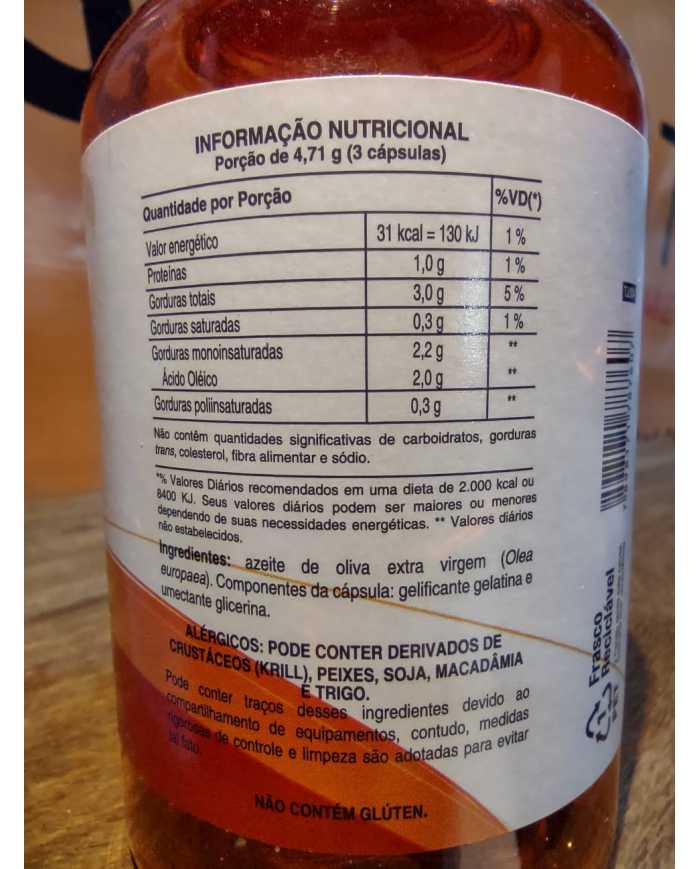 INFORMAÇÃO NUTRICIONAL
Porção de 4,71 g (3 cápsulas)
Quantidade por Porção %VD(*)
Valor energético 31 kcal = 130 kJ 1%
Proteínas 1,0 g 1%
Gorduras totais 3,0 g 5%
Gorduras saturadas 0,3 g 1%
Gorduras monoinsaturadas 2,2 g **
Ácido Oléico 2,0 g **
Gorduras poliinsaturadas 0,3 g **
Não contêm quantidades significativas de carboidratos, gorduras
trans, colesterol, fibra alimentar e sódio.
*% Valores Diários recomendados em uma dieta de 2.000 kcal ou
8400 KJ. Seus valores diários podem ser maiores ou menores
dependendo de suas necessidades energéticas. ** Valores diários
não estabelecidos.
Ingredientes: azeite de oliva extra virgem (Olea
europaea). Componentes da cápsula: gelificante gelatina e
umectante glicerina.
ALÉRGICOS: PODE CONTER DERIVADOS DE
CRUSTÁCEOS (KRILL), PEIXES, SOJA, MACADÂMIA
E TRIGO.
Pode conter traços desses ingredientes devido ao
compartilhamento de equipamentos, contudo, medidas
rigorosas de controle e limpeza são adotadas para evitar
tal fato.
NÃO CONTÉM GLÚTEN.
Frasco
Reciclável
1
PET